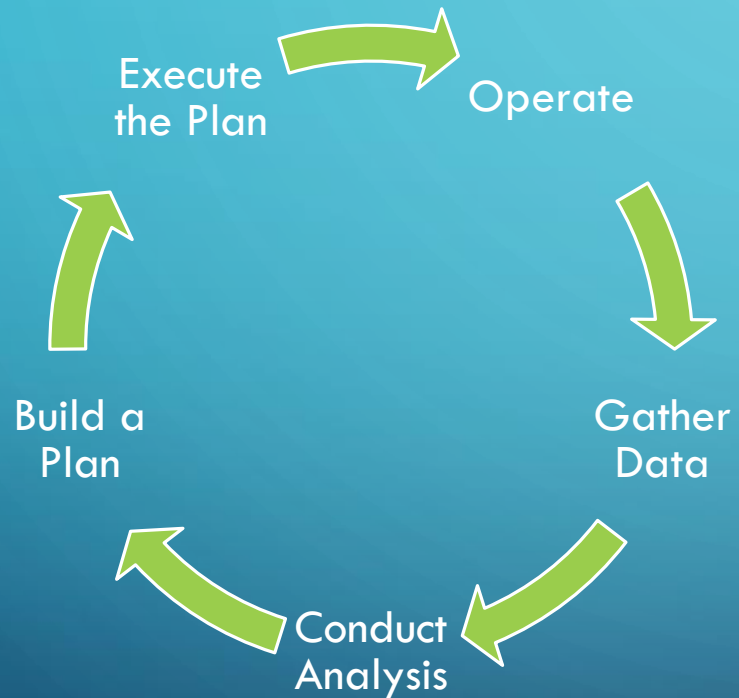 Execute
the Plan
Operate
Gather
Data
Conduct
Analysis
Build a
Plan